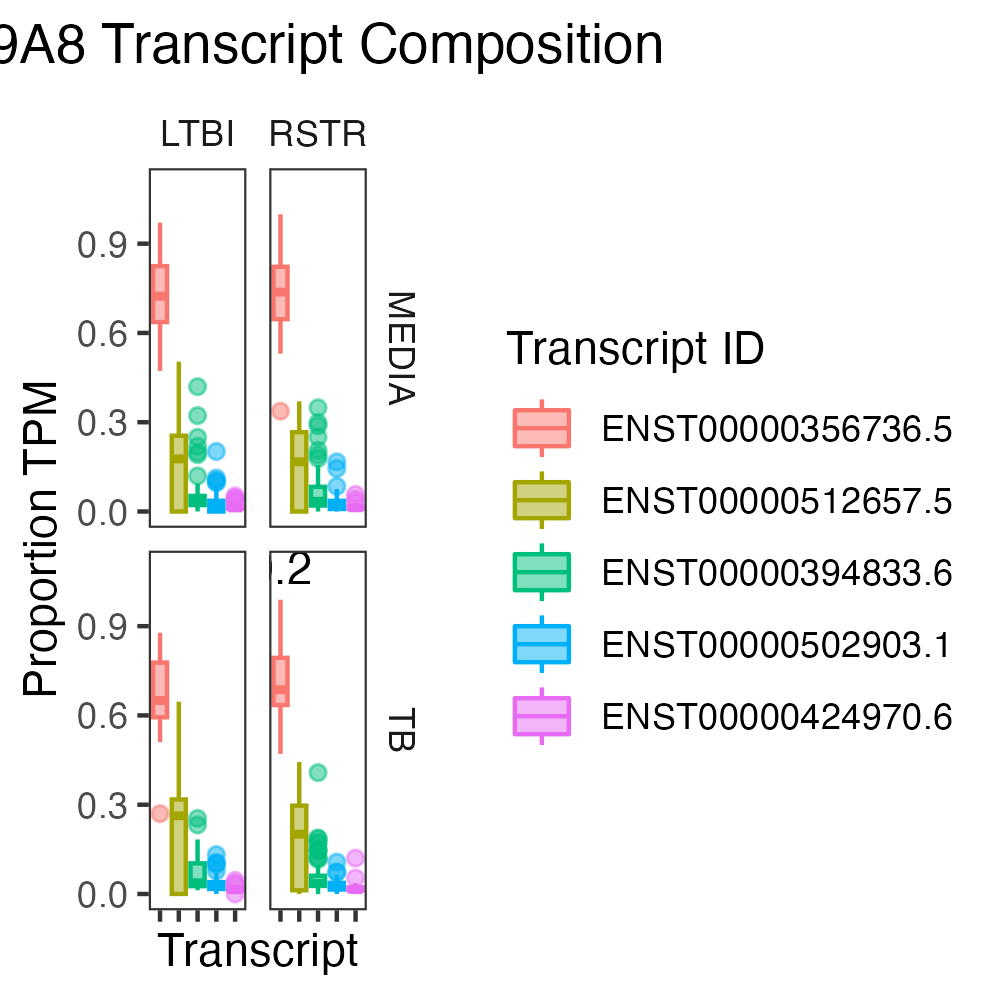 9A8 Transcript Composition
LTBI RSTR
0.9
0.6
0.3
0.0
MEDIA
.2
0.9
0.6
0.3
0.0
TB
Proportion TPM
Transcript
Transcript ID
ENST00000356736.5
ENST00000512657.5
ENST00000394833.6
ENST00000502903.1
ENST00000424970.6